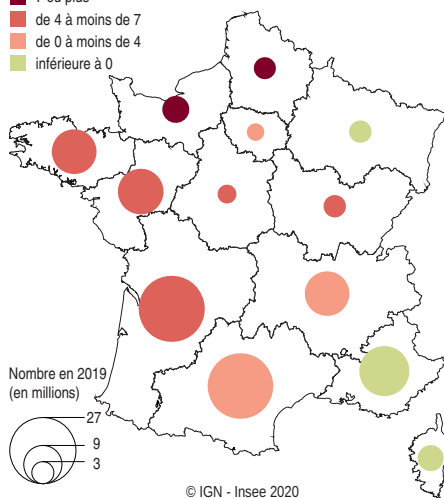 de 4 à moins de 7
de 0 à moins de 4
inférieure à 0
Nombre en 2019
(en millions)
27
9
3
© IGN - Insee 2020